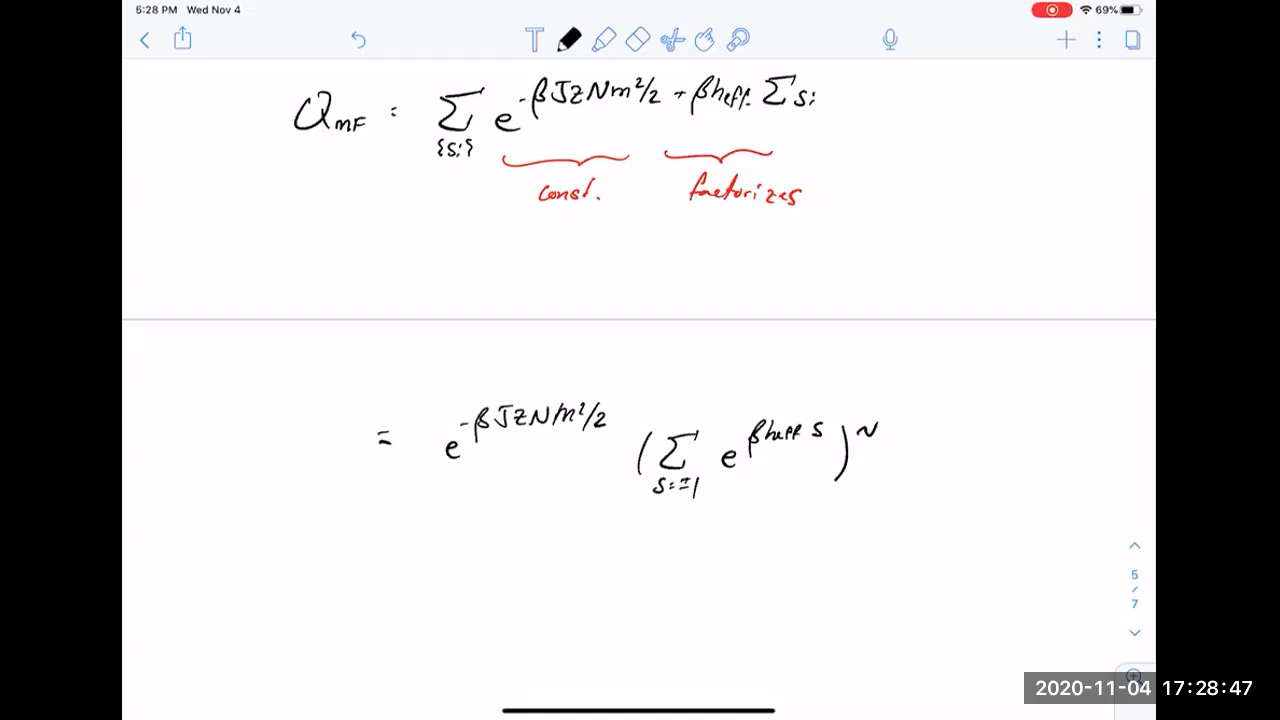 5:28 PM Wed Nov 4
69%
T
Q_MF = Σ_{s_i} e^{-βJzNm²/2 + βh_eff. Σ s_i}
const. factorizes
= e^{-βJzNm²/2} (Σ_{s=±1} e^{βh_eff s})^N
5
/
7
2020-11-04 17:28:47